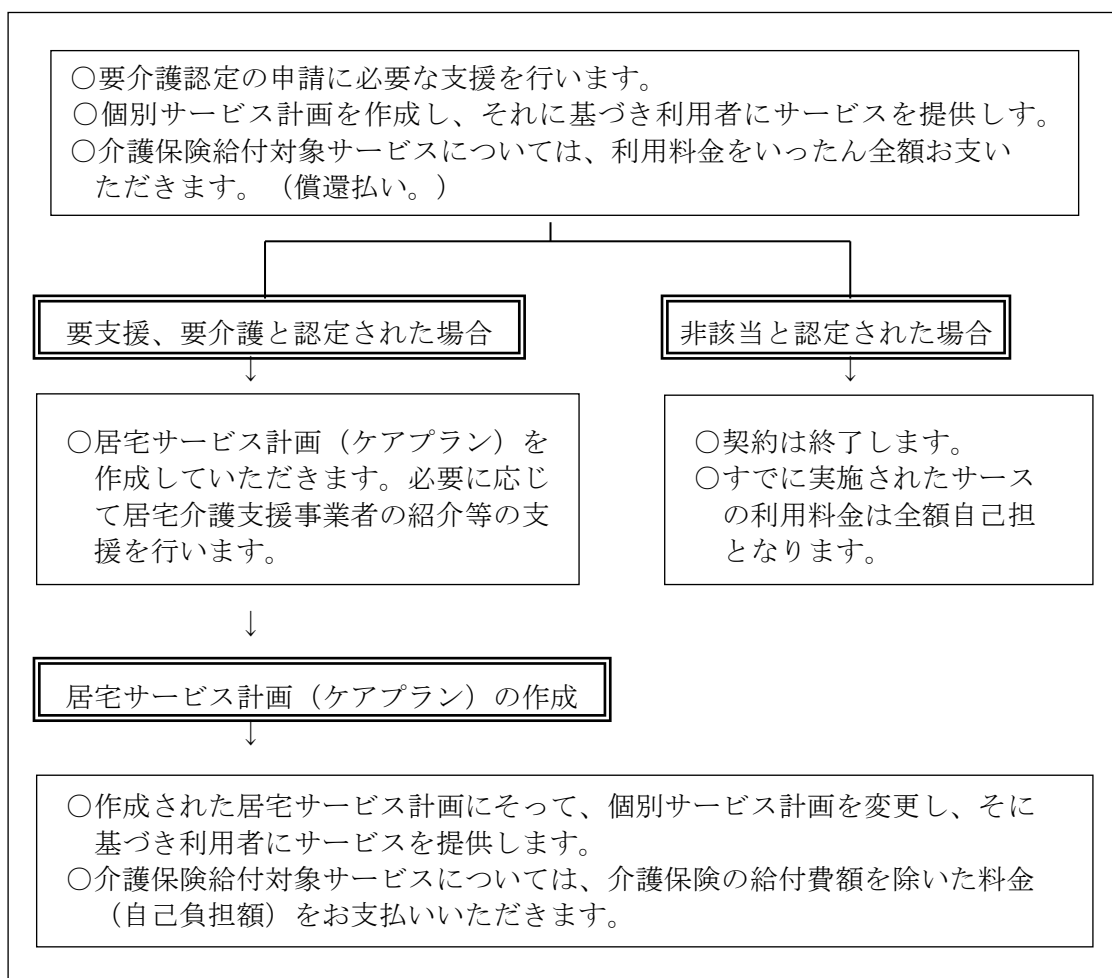 ○要介護認定の申請に必要な支援を行います。
○個別サービス計画を作成し、それに基づき利用者にサービスを提供しす。
○介護保険給付対象サービスについては、利用料金をいったん全額お支い
ただきます。（償還払い。）
要支援、要介護と認定された場合
非該当と認定された場合
↓
↓
○居宅サービス計画（ケアプラン）を
作成していただきます。必要に応じ
て居宅介護支援事業者の紹介等の支
援を行います。
○契約は終了します。
○すでに実施されたサース
の利用料金は全額自己担
となります。
↓
居宅サービス計画（ケアプラン）の作成
↓
○作成された居宅サービス計画にそって、個別サービス計画を変更し、そに
基づき利用者にサービスを提供します。
○介護保険給付対象サービスについては、介護保険の給付費額を除いた料金
（自己負担額）をお支払いいただきます。